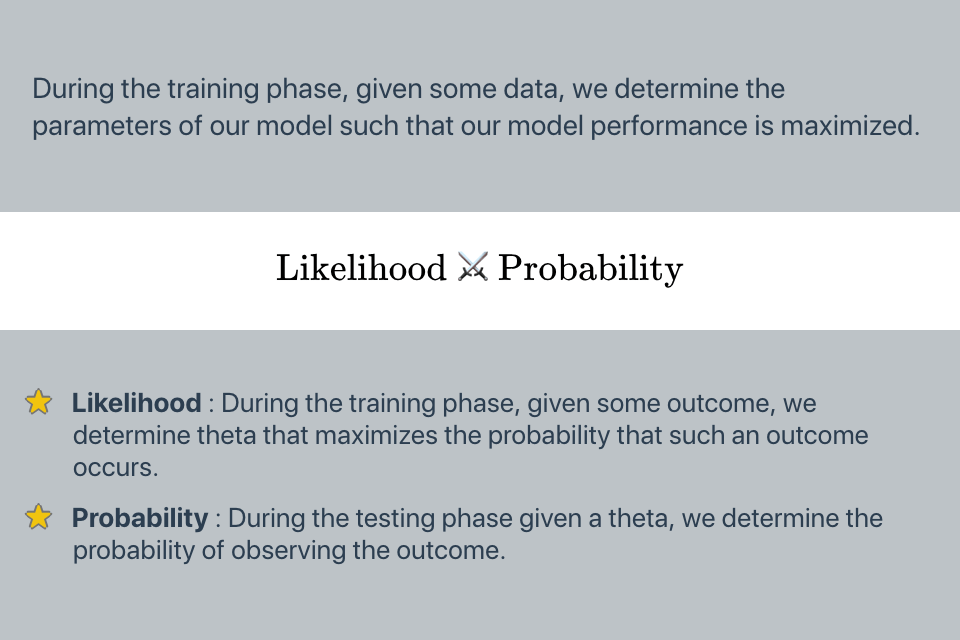 During the training phase, given some data, we determine the
parameters of our model such that our model performance is maximized.
Likelihood ⚔ Probability
⭐ Likelihood : During the training phase, given some outcome, we
determine theta that maximizes the probability that such an outcome
occurs.
⭐ Probability : During the testing phase given a theta, we determine the
probability of observing the outcome.